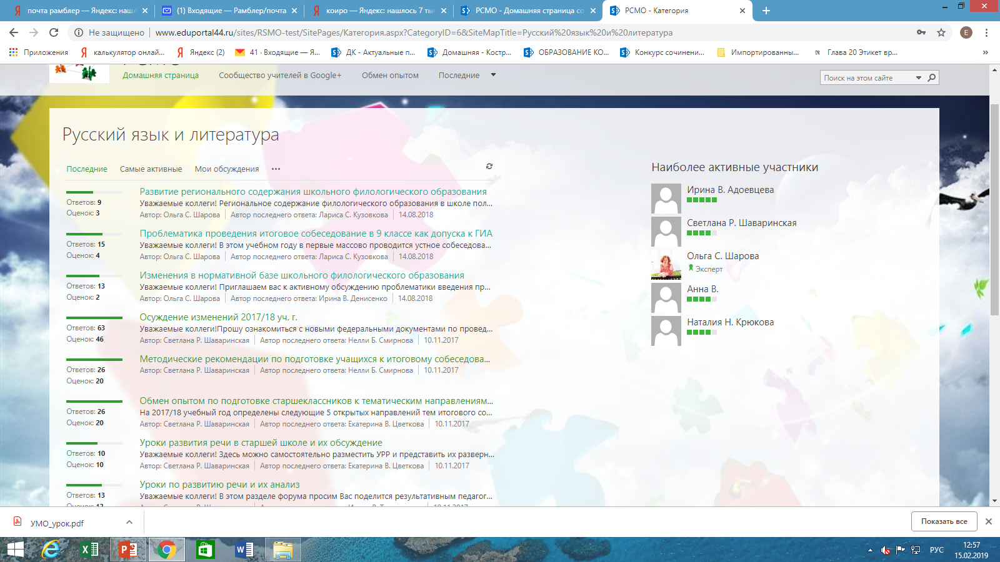 почта рамблер — Яндекс: наш
(1) Входящие — Рамблер/почта
коиро — Яндекс: нашлось 7 ты
РСМО - Домашняя страница со
РСМО - Категория
Не защищено
www.eduportal44.ru/sites/RSMO-test/SitePages/Категория.aspx?CategoryID=6&SiteMapTitle=Русский%20язык%20и%20литература
E
Приложения
калькулятор онлай...
Яндекс (2)
41 · Входящие — Я...
ДК - Актуальные п...
Домашняя - Костр...
ОБРАЗОВАНИЕ КО...
Конкурс сочинени...
Импортированны...
Глава 20 Этикет вр...
»
Домашняя страница
Сообщество учителей в Google+
Обмен опытом
Последние
Поиск на этом сайте
Русский язык и литература
Последние
Самые активные
Мои обсуждения
•••
Развитие регионального содержания школьного филологического образования
Ответов: 9
Уважаемые коллеги! Региональное содержание филологического образования в школе пол...
Оценок: 3
Автор: Ольга С. Шарова | Автор последнего ответа: Лариса С. Кузовкова | 14.08.2018
Проблематика проведения итоговое собеседование в 9 классе как допуска к ГИА
Ответов: 15
Уважаемые коллеги! В этом учебном году в первые массово проводится устное собеседова...
Оценок: 4
Автор: Ольга С. Шарова | Автор последнего ответа: Лариса С. Кузовкова | 14.08.2018
Изменения в нормативной базе школьного филологического образования
Ответов: 13
Уважаемые коллеги! Приглашаем вас к активному обсуждению проблематики введения пр...
Оценок: 2
Автор: Ольга С. Шарова | Автор последнего ответа: Ирина В. Денисенко | 14.08.2018
Осуждение изменений 2017/18 уч. г.
Ответов: 63
Уважаемые коллеги!Прошу ознакомиться с новыми федеральными документами по провед...
Оценок: 46
Автор: Светлана Р. Шаваринская | Автор последнего ответа: Нелли Б. Смирнова | 10.11.2017
Методические рекомендации по подготовке учащихся к итоговому собеседова...
Ответов: 26
Автор: Светлана Р. Шаваринская | Автор последнего ответа: Нелли Б. Смирнова | 10.11.2017
Оценок: 20
Обмен опытом по подготовке старшеклассников к тематическим направлениям...
Ответов: 26
На 2017/18 учебный год определены следующие 5 открытых направлений тем итогового со...
Оценок: 20
Автор: Светлана Р. Шаваринская | Автор последнего ответа: Екатерина В. Цветкова | 10.11.2017
Уроки развития речи в старшей школе и их обсуждение
Ответов: 10
Уважаемые коллеги! Здесь можно самостоятельно разместить УРР и представить их разверн...
Оценок: 10
Автор: Светлана Р. Шаваринская | Автор последнего ответа: Екатерина В. Цветкова | 10.11.2017
Уроки по развитию речи и их анализ
Ответов: 13
Уважаемые коллеги! В этом разделе форума просим Вас поделится результативным педагог...
Наиболее активные участники
Ирина В. Адоевцева
Светлана Р. Шаваринская
Ольга С. Шарова
Эксперт
Анна В.
Наталия Н. Крюкова
УМО_урок.pdf
Показать все
РУС
12:57
15.02.2019